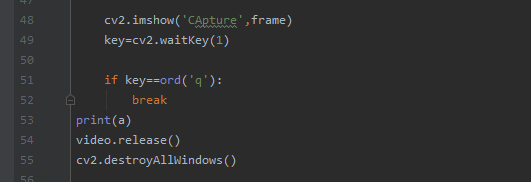 47
48 cv2.imshow('CApture',frame)
49 key=cv2.waitKey(1)
50
51 if key==ord('q'):
52 break
53 print(a)
54 video.release()
55 cv2.destroyAllWindows()
56